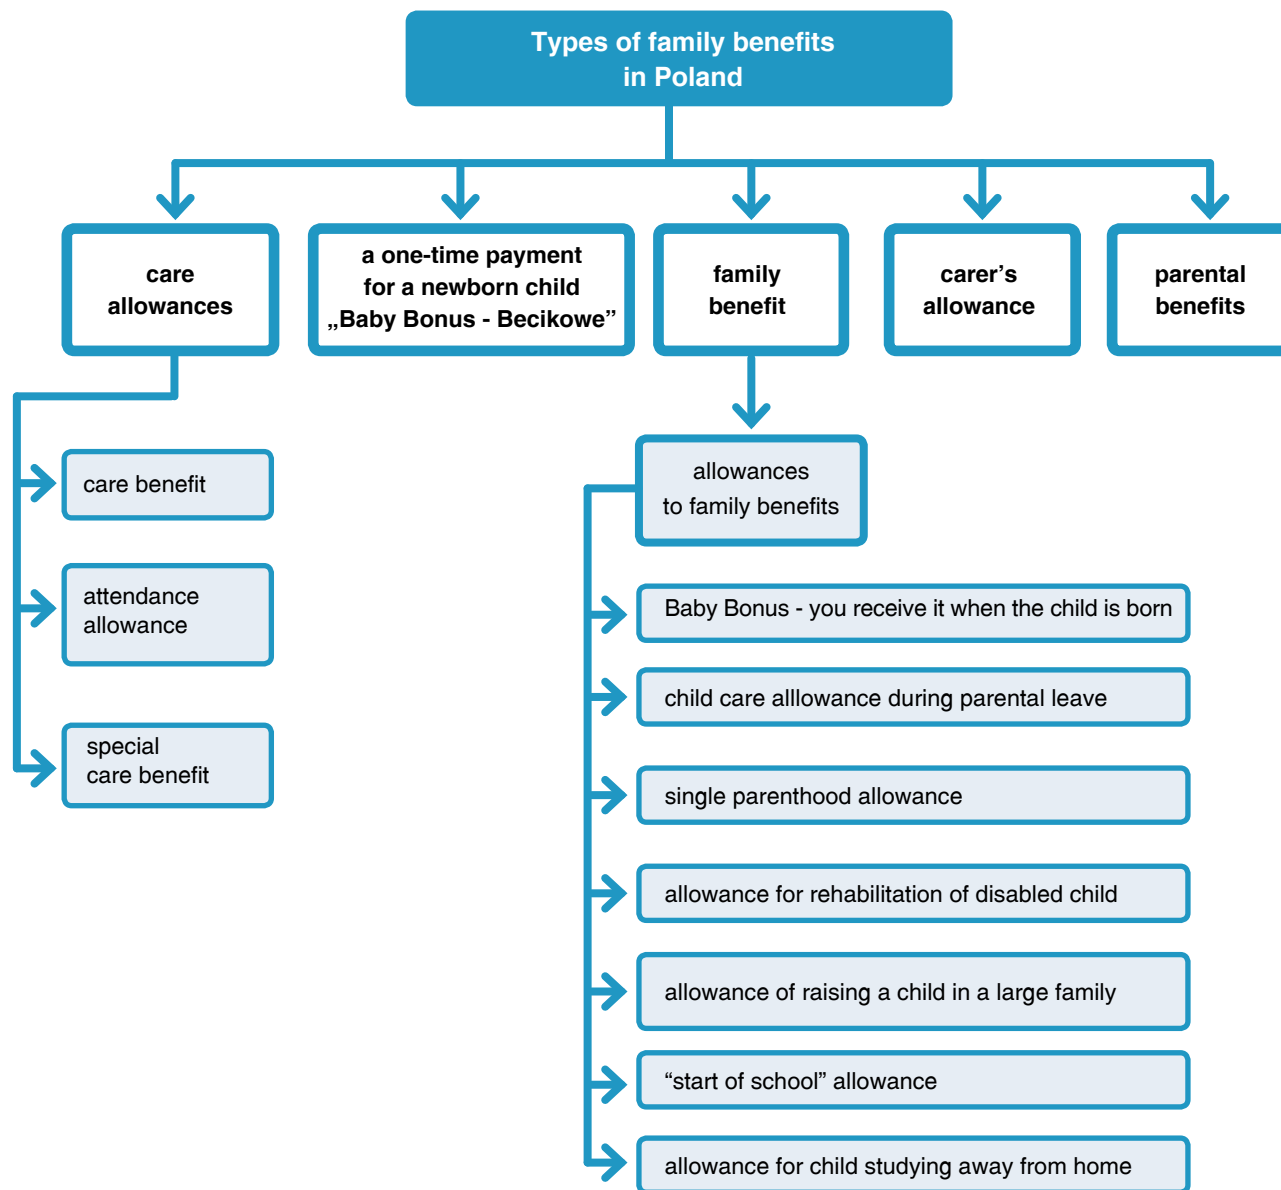 Types of family benefits
in Poland
care
allowances
a one-time payment
for a newborn child
„Baby Bonus - Becikowe”
family
benefit
carer’s
allowance
parental
benefits
care benefit
attendance
allowance
special
care benefit
allowances
to family benefits
Baby Bonus - you receive it when the child is born
child care alllowance during parental leave
single parenthood allowance
allowance for rehabilitation of disabled child
allowance of raising a child in a large family
“start of school” allowance
allowance for child studying away from home